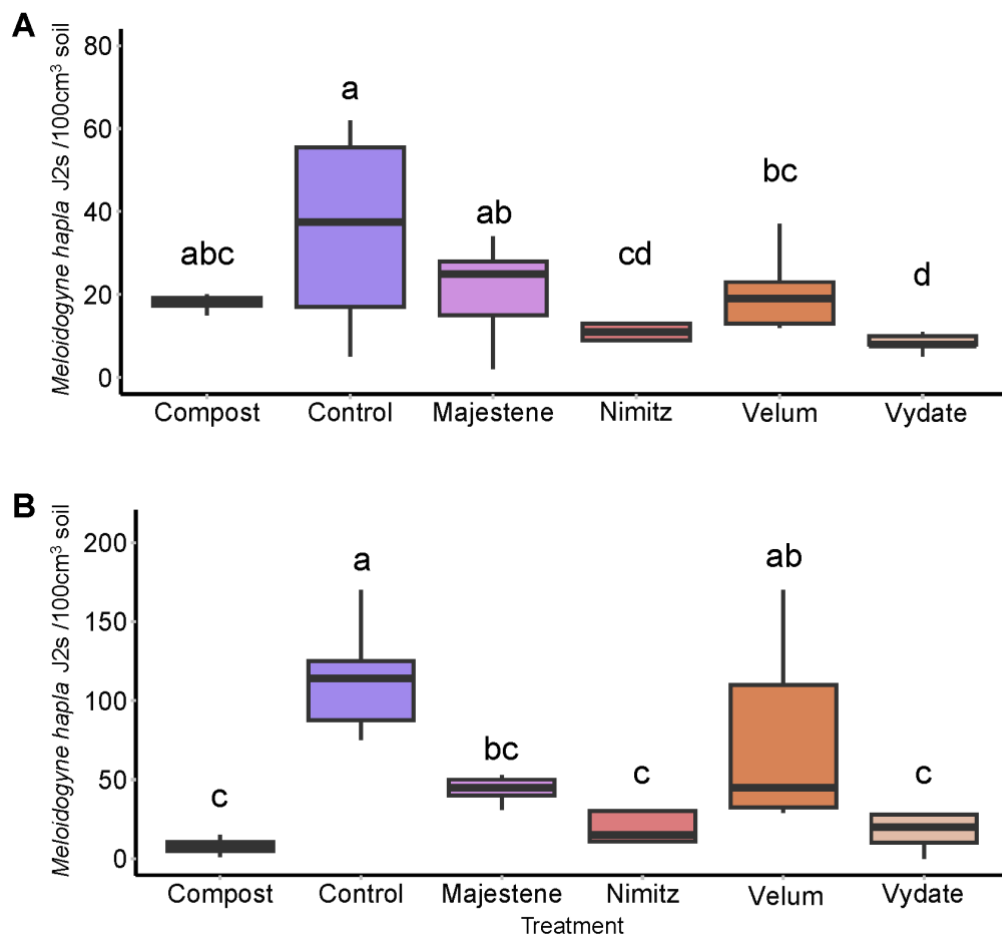 A
Meloidogyne hapla J2s /100cm³ soil
80
60
40
20
0
abc
a
ab
cd
bc
d
Compost Control Majestene Nimitz Velum Vydate
B
Meloidogyne hapla J2s /100cm³ soil
200
150
100
50
0
c
a
bc
c
ab
c
Compost Control Majestene Nimitz Velum Vydate
Treatment